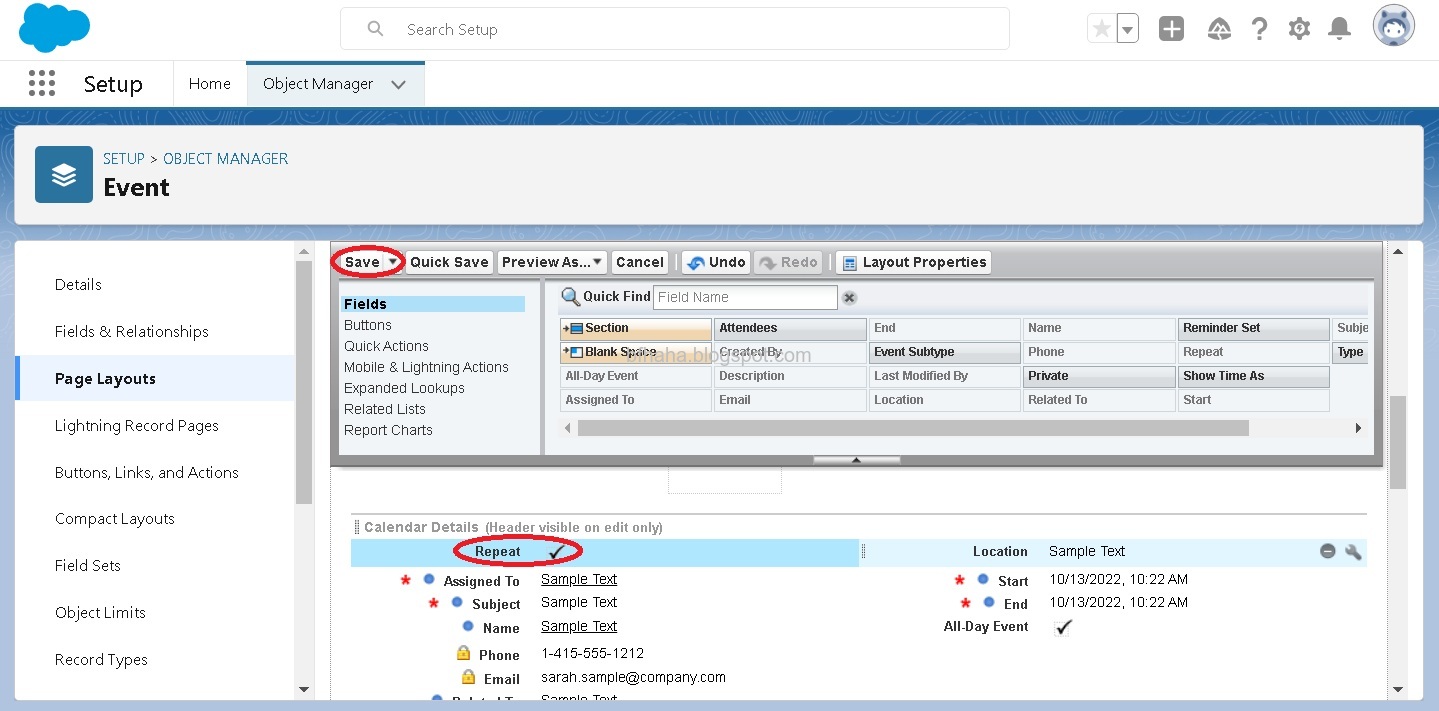 Search Setup
Setup
Home
Object Manager
SETUP > OBJECT MANAGER
Event
Details
Fields & Relationships
Page Layouts
Lightning Record Pages
Buttons, Links, and Actions
Compact Layouts
Field Sets
Object Limits
Record Types
Save
Quick Save
Preview As...
Cancel
Undo
Redo
Layout Properties
Fields
Buttons
Quick Actions
Mobile & Lightning Actions
Expanded Lookups
Related Lists
Report Charts
Quick Find Field Name
Section Attendees End Name Reminder Set Subje
Blank Space Created By Event Subtype Phone Repeat Type
All-Day Event Description Last Modified By Private Show Time As
Assigned To Email Location Related To Start
Calendar Details (Header visible on edit only)
Repeat
Location Sample Text
* Assigned To Sample Text
* Start 10/13/2022, 10:22 AM
* Subject Sample Text
* End 10/13/2022, 10:22 AM
Name Sample Text
All-Day Event
Phone 1-415-555-1212
Email sarah.sample@company.com
Related To Sample Text